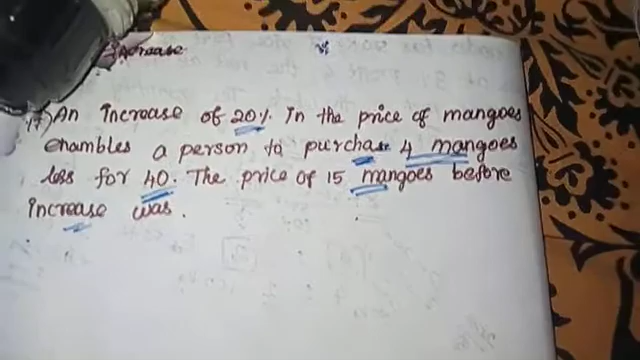 Increase
17) An increase of 20% In the price of mangoes
enambles a person to purchase 4 mangoes
less for 40. The price of 15 mangoes before
increase was.